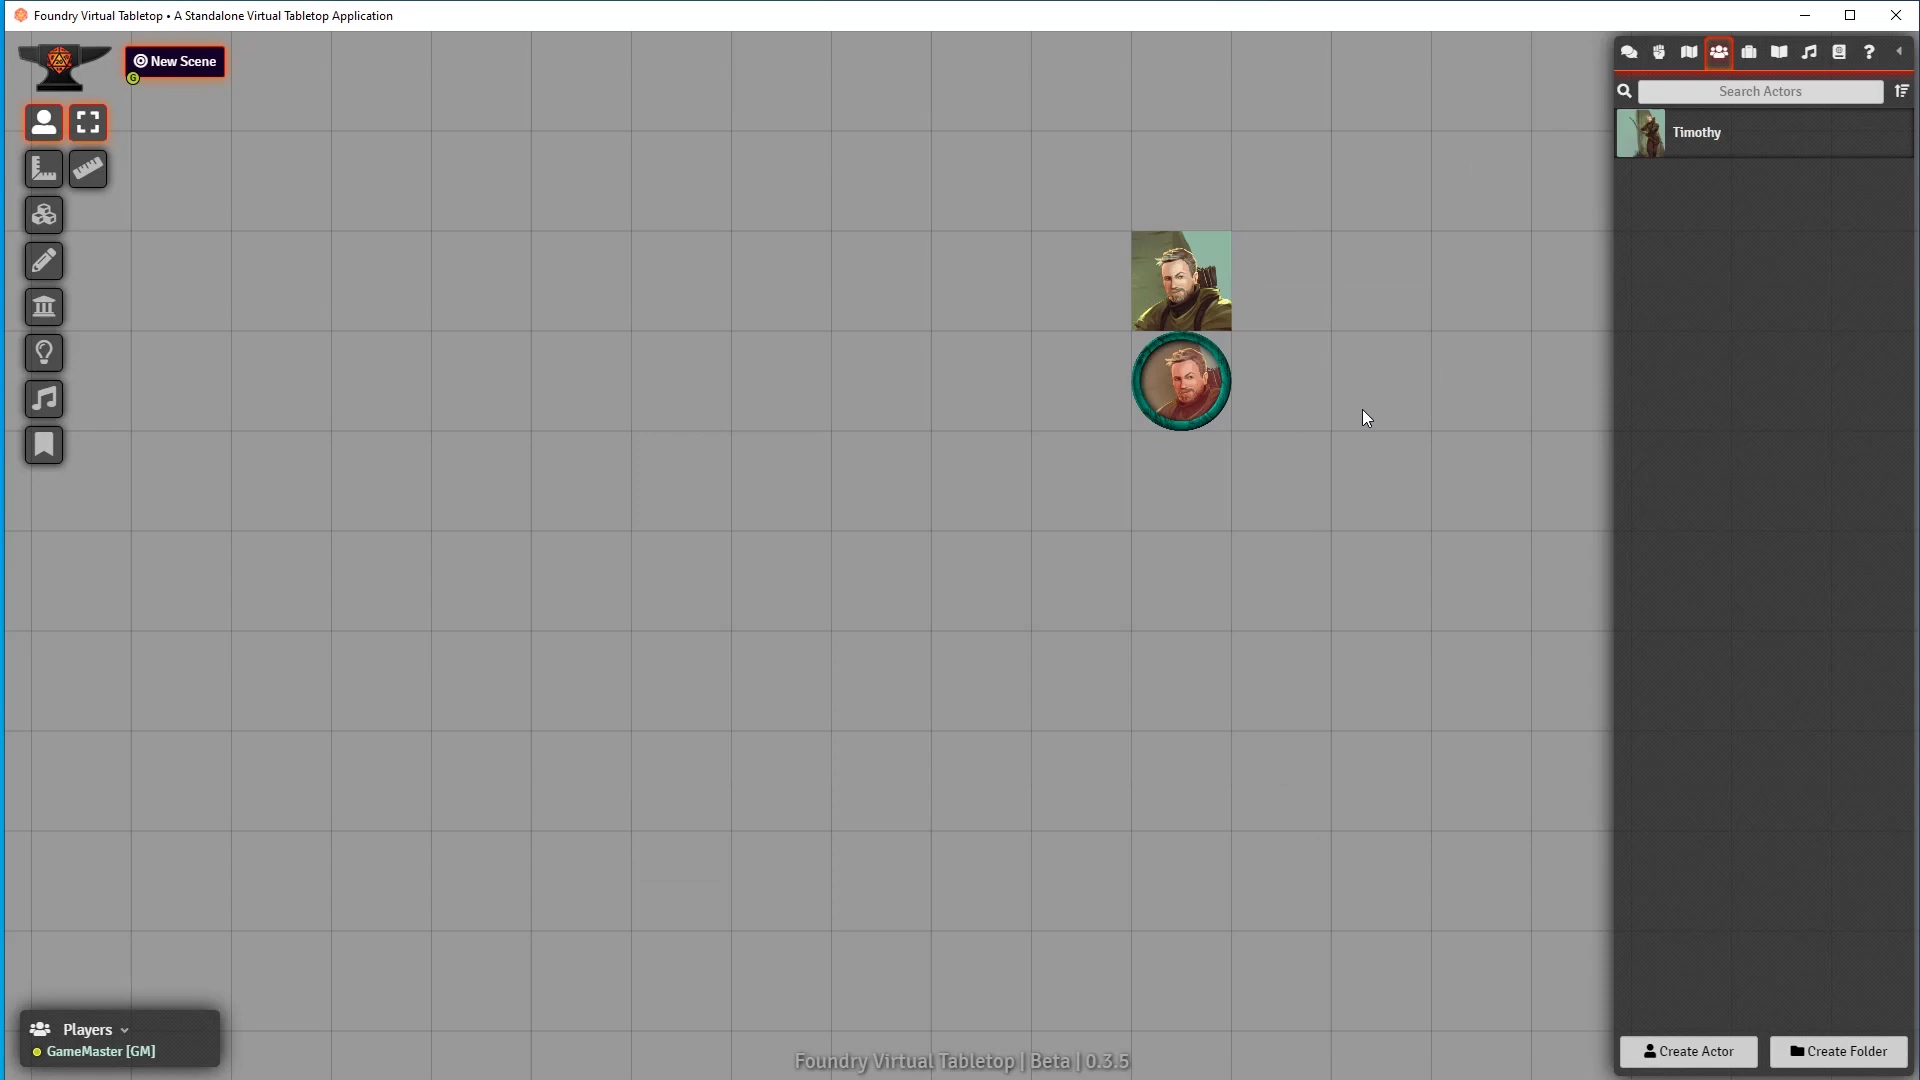 Foundry Virtual Tabletop • A Standalone Virtual Tabletop Application
New Scene
G
Search Actors
Timothy
Players
GameMaster [GM]
Create Actor
Create Folder
Foundry Virtual Tabletop | Beta | 0.3.5